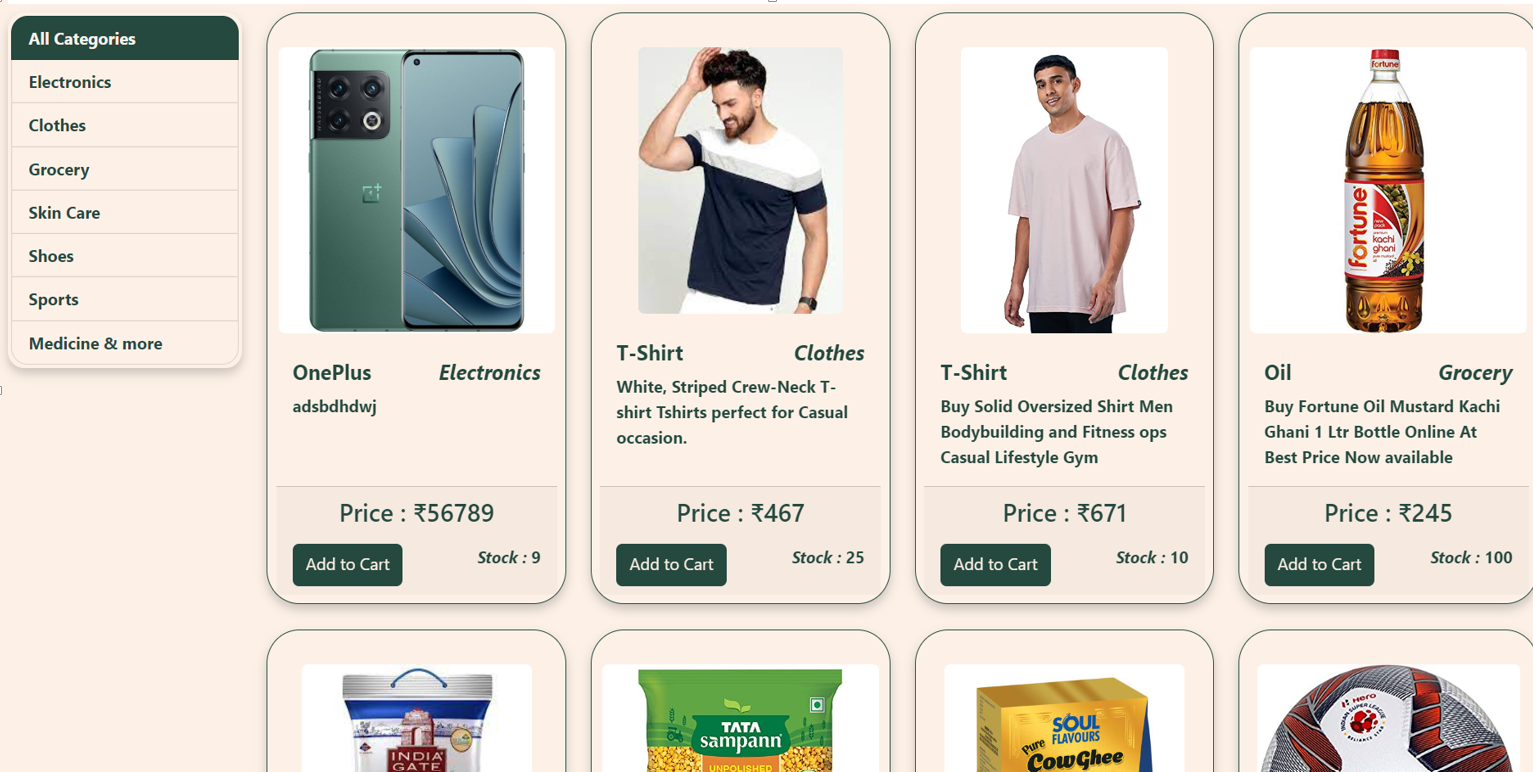 All Categories
Electronics
Clothes
Grocery
Skin Care
Shoes
Sports
Medicine & more
OnePlus Electronics
adsbdhdwj
Price : ₹56789
Add to Cart Stock : 9
T-Shirt Clothes
White, Striped Crew-Neck T-
shirt Tshirts perfect for Casual
occasion.
Price : ₹467
Add to Cart Stock : 25
T-Shirt Clothes
Buy Solid Oversized Shirt Men
Bodybuilding and Fitness ops
Casual Lifestyle Gym
Price : ₹671
Add to Cart Stock : 10
fortune
fortune
kachi
ghani
Oil Grocery
Buy Fortune Oil Mustard Kachi
Ghani 1 Ltr Bottle Online At
Best Price Now available
Price : ₹245
Add to Cart Stock : 100
INDIA
GATE
TATA
sampann
UNPOLISHED
SOUL
FLAVOURS
Pure
Cow Ghee
Hero
INDIAN SUPER LEAGUE